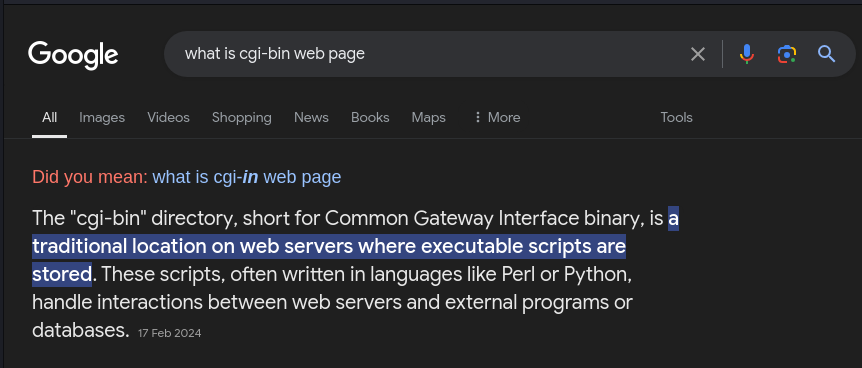 Google
what is cgi-bin web page
All Images Videos Shopping News Books Maps More Tools
Did you mean: what is cgi-in web page
The "cgi-bin" directory, short for Common Gateway Interface binary, is a
traditional location on web servers where executable scripts are
stored. These scripts, often written in languages like Perl or Python,
handle interactions between web servers and external programs or
databases. 17 Feb 2024